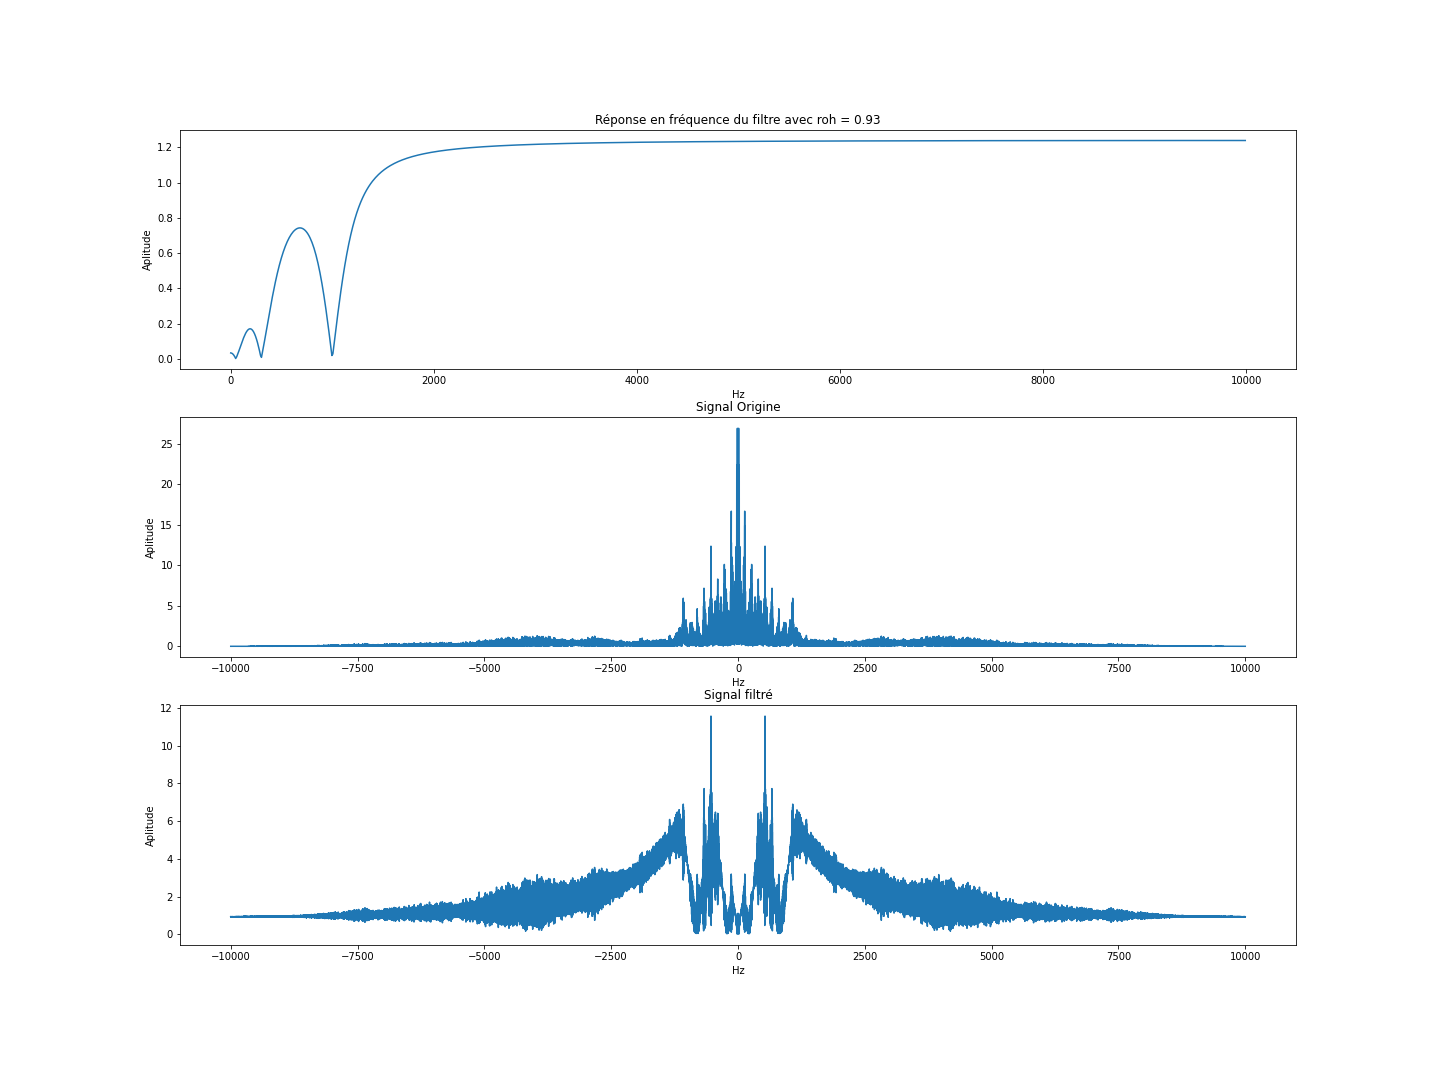 Réponse en fréquence du filtre avec roh = 0.93
1.2
1.0
0.8
0.6
0.4
0.2
0.0
Aplitude
0 2000 4000 6000 8000 10000
Hz
Signal Origine
25
20
15
10
5
0
Aplitude
−10000 −7500 −5000 −2500 0 2500 5000 7500 10000
Hz
Signal filtré
12
10
8
6
4
2
0
Aplitude
−10000 −7500 −5000 −2500 0 2500 5000 7500 10000
Hz